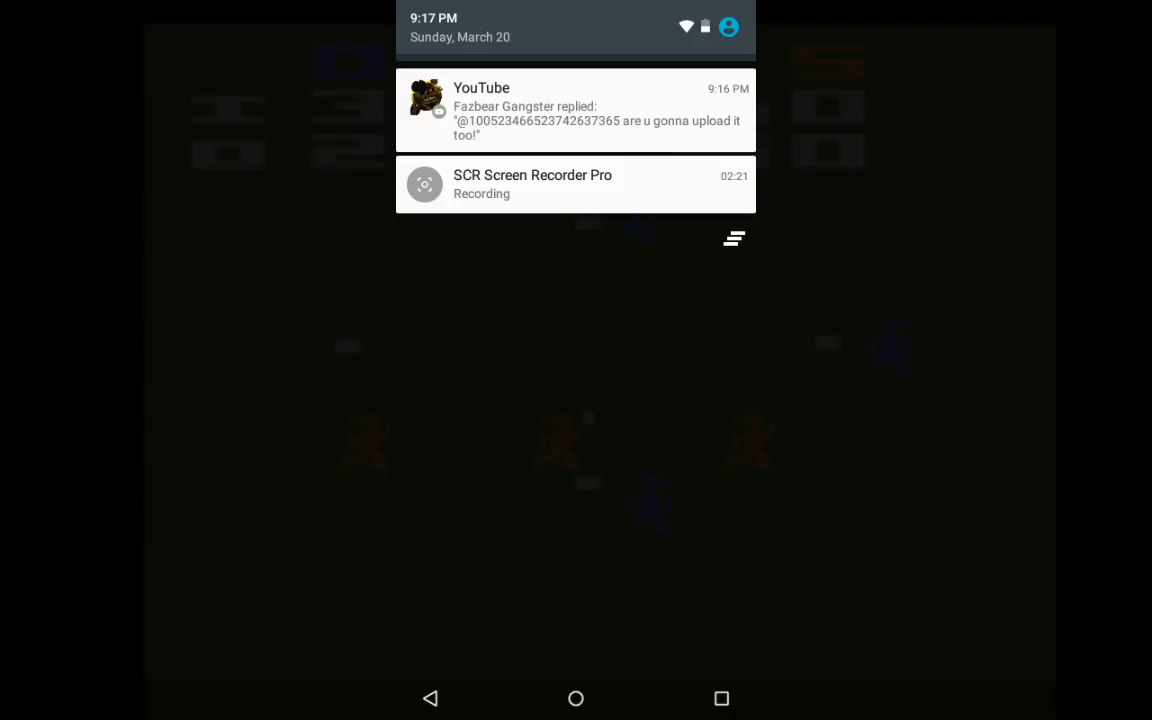 9:17 PM
Sunday, March 20
YouTube
9:16 PM
Fazbear Gangster replied:
"@100523466523742637365 are u gonna upload it
too!"
SCR Screen Recorder Pro
02:21
Recording